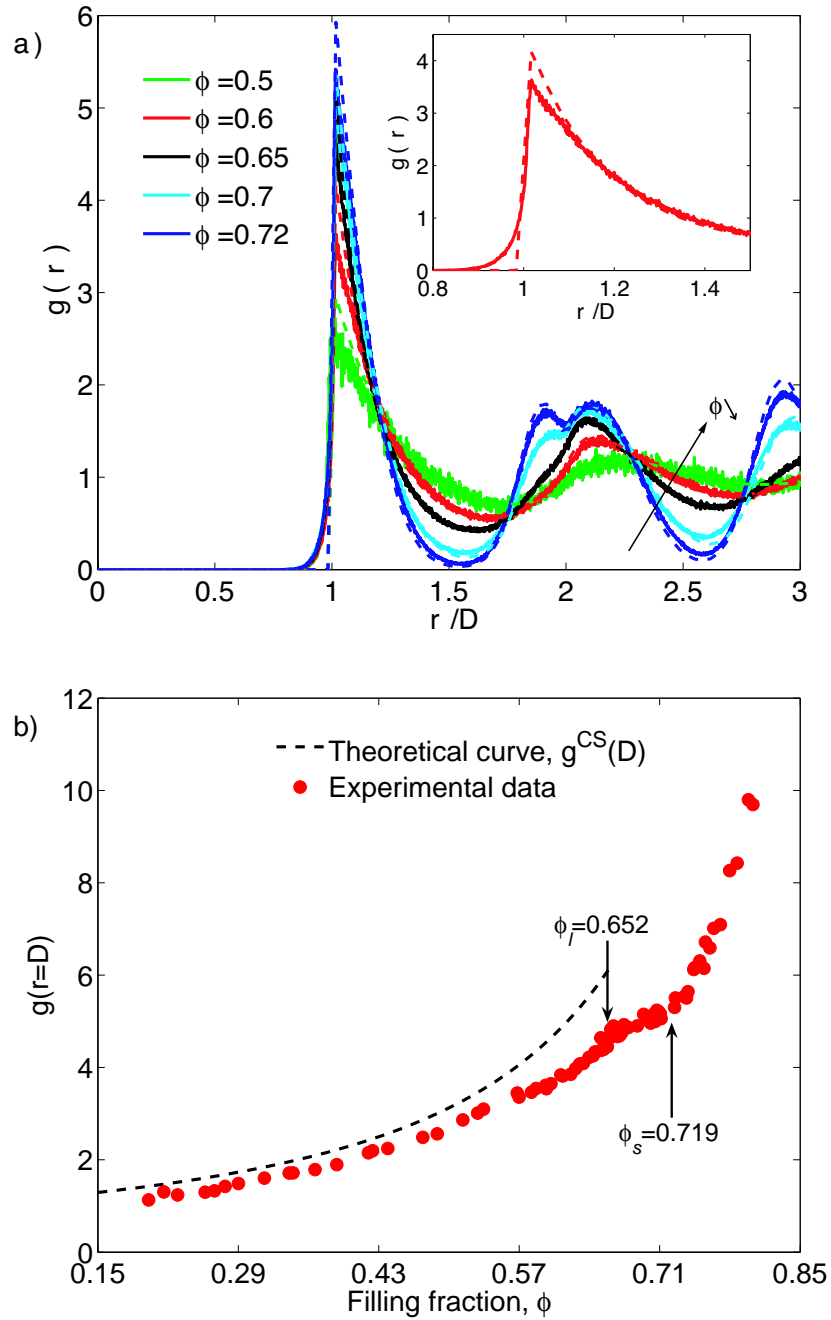 a)
6
5
4
3
2
1
0
g(r)
ϕ=0.5
ϕ=0.6
ϕ=0.65
ϕ=0.7
ϕ=0.72
4
3
2
1
0
g(r)
0.8 1 1.2 1.4
r/D
ϕ↘
0 0.5 1 1.5 2 2.5 3
r/D
b)
12
10
8
6
4
2
0
g(r=D)
Theoretical curve, g^CS(D)
Experimental data
ϕ_l=0.652
ϕ_s=0.719
0.15 0.29 0.43 0.57 0.71 0.85
Filling fraction, ϕ